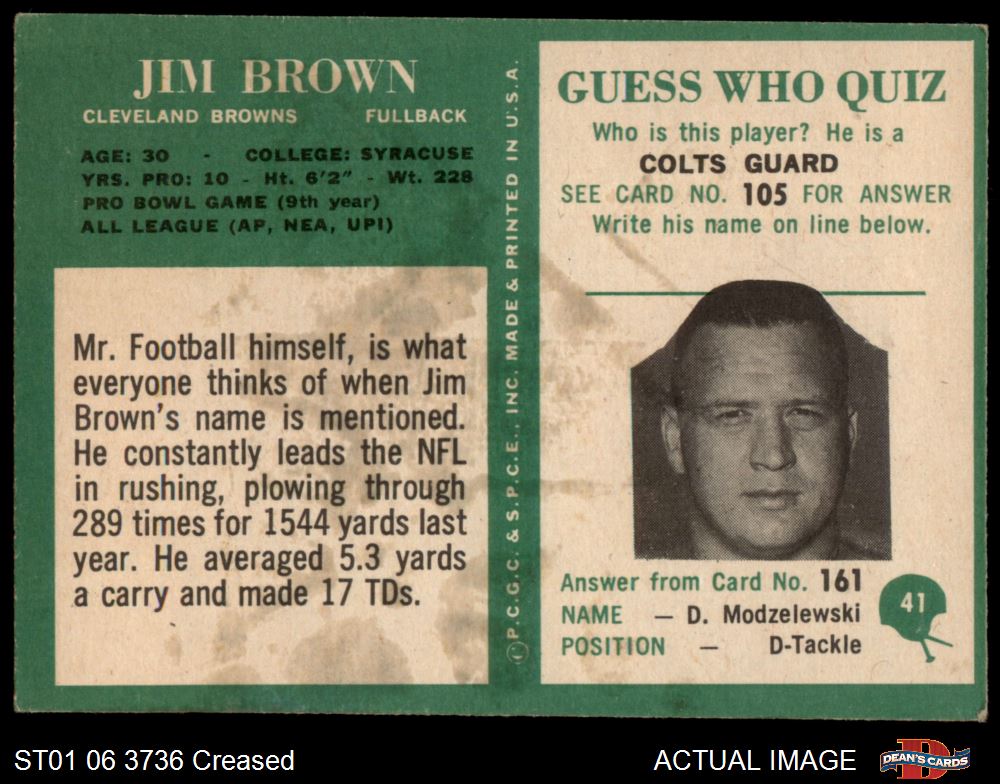 JIM BROWN
CLEVELAND BROWNS FULLBACK
AGE: 30 - COLLEGE: SYRACUSE
YRS. PRO: 10 - Ht. 6'2" - Wt. 228
PRO BOWL GAME (9th year)
ALL LEAGUE (AP, NEA, UPI)
Mr. Football himself, is what
everyone thinks of when Jim
Brown's name is mentioned.
He constantly leads the NFL
in rushing, plowing through
289 times for 1544 yards last
year. He averaged 5.3 yards
a carry and made 17 TDs.
© P.C.G.C. & S.P.C.E., INC. MADE & PRINTED IN U.S.A.
GUESS WHO QUIZ
Who is this player? He is a
COLTS GUARD
SEE CARD NO. 105 FOR ANSWER
Write his name on line below.
Answer from Card No. 161
NAME — D. Modzelewski
POSITION — D-Tackle
41
ST01 06 3736 Creased
ACTUAL IMAGE
D
DEAN'S CARDS